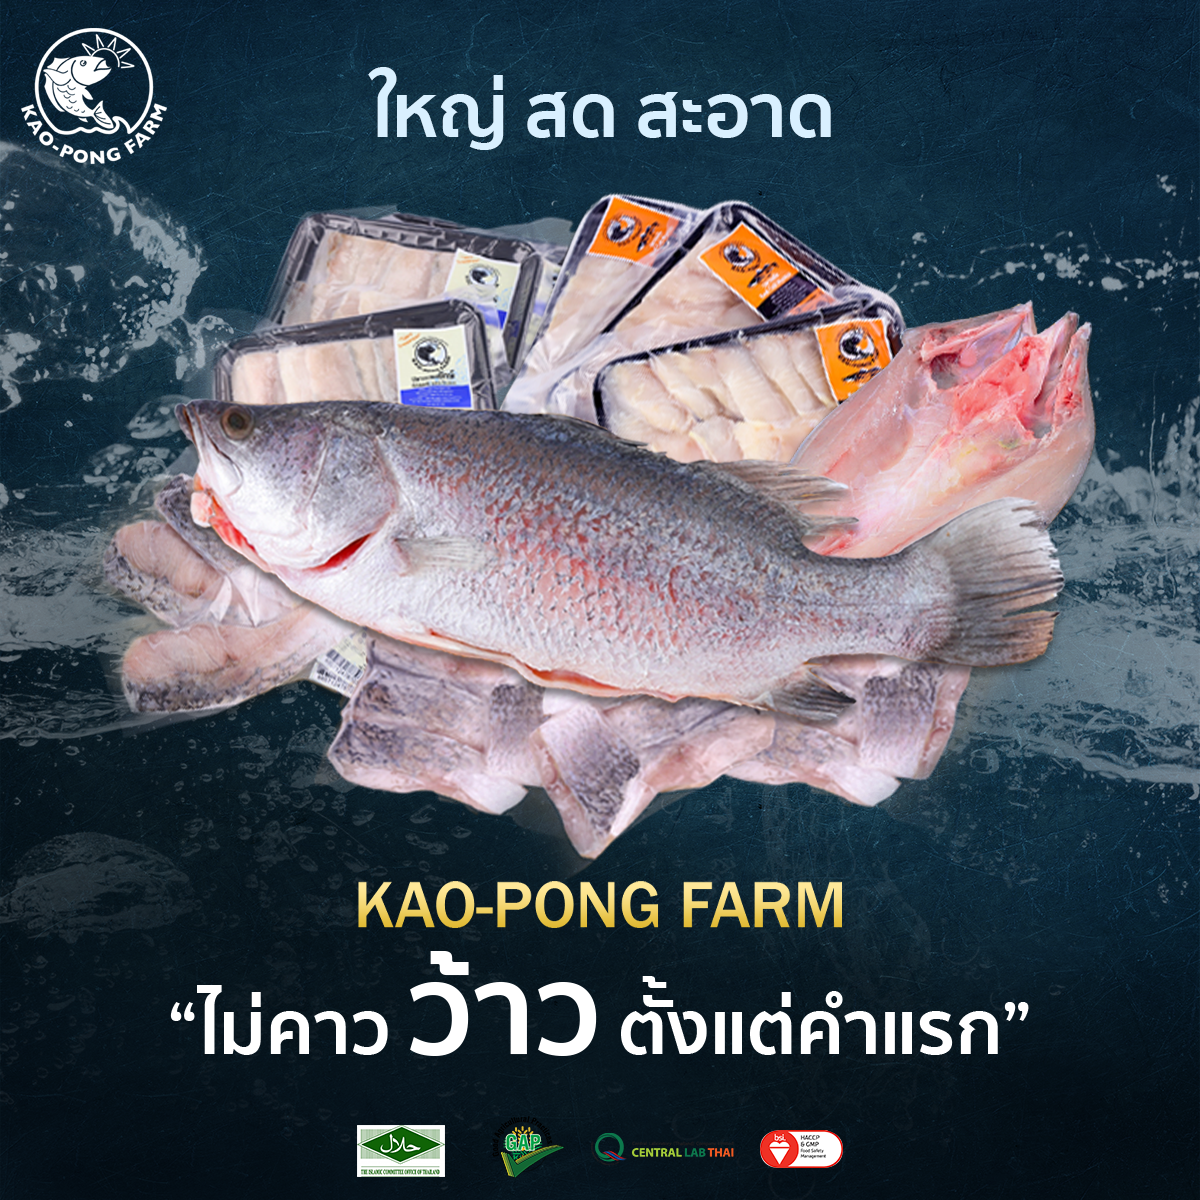 KAO-PONG FARM
ใหญ่ สด สะอาด
KAO-PONG FARM
“ไม่คาว ว้าว ตั้งแต่คำแรก”
حلال
THE ISLAMIC COMMITTEE OFFICE OF THAILAND
GAP
CENTRAL LAB THAI
bsi.
HACCP
& GMP
Food Safety
Management